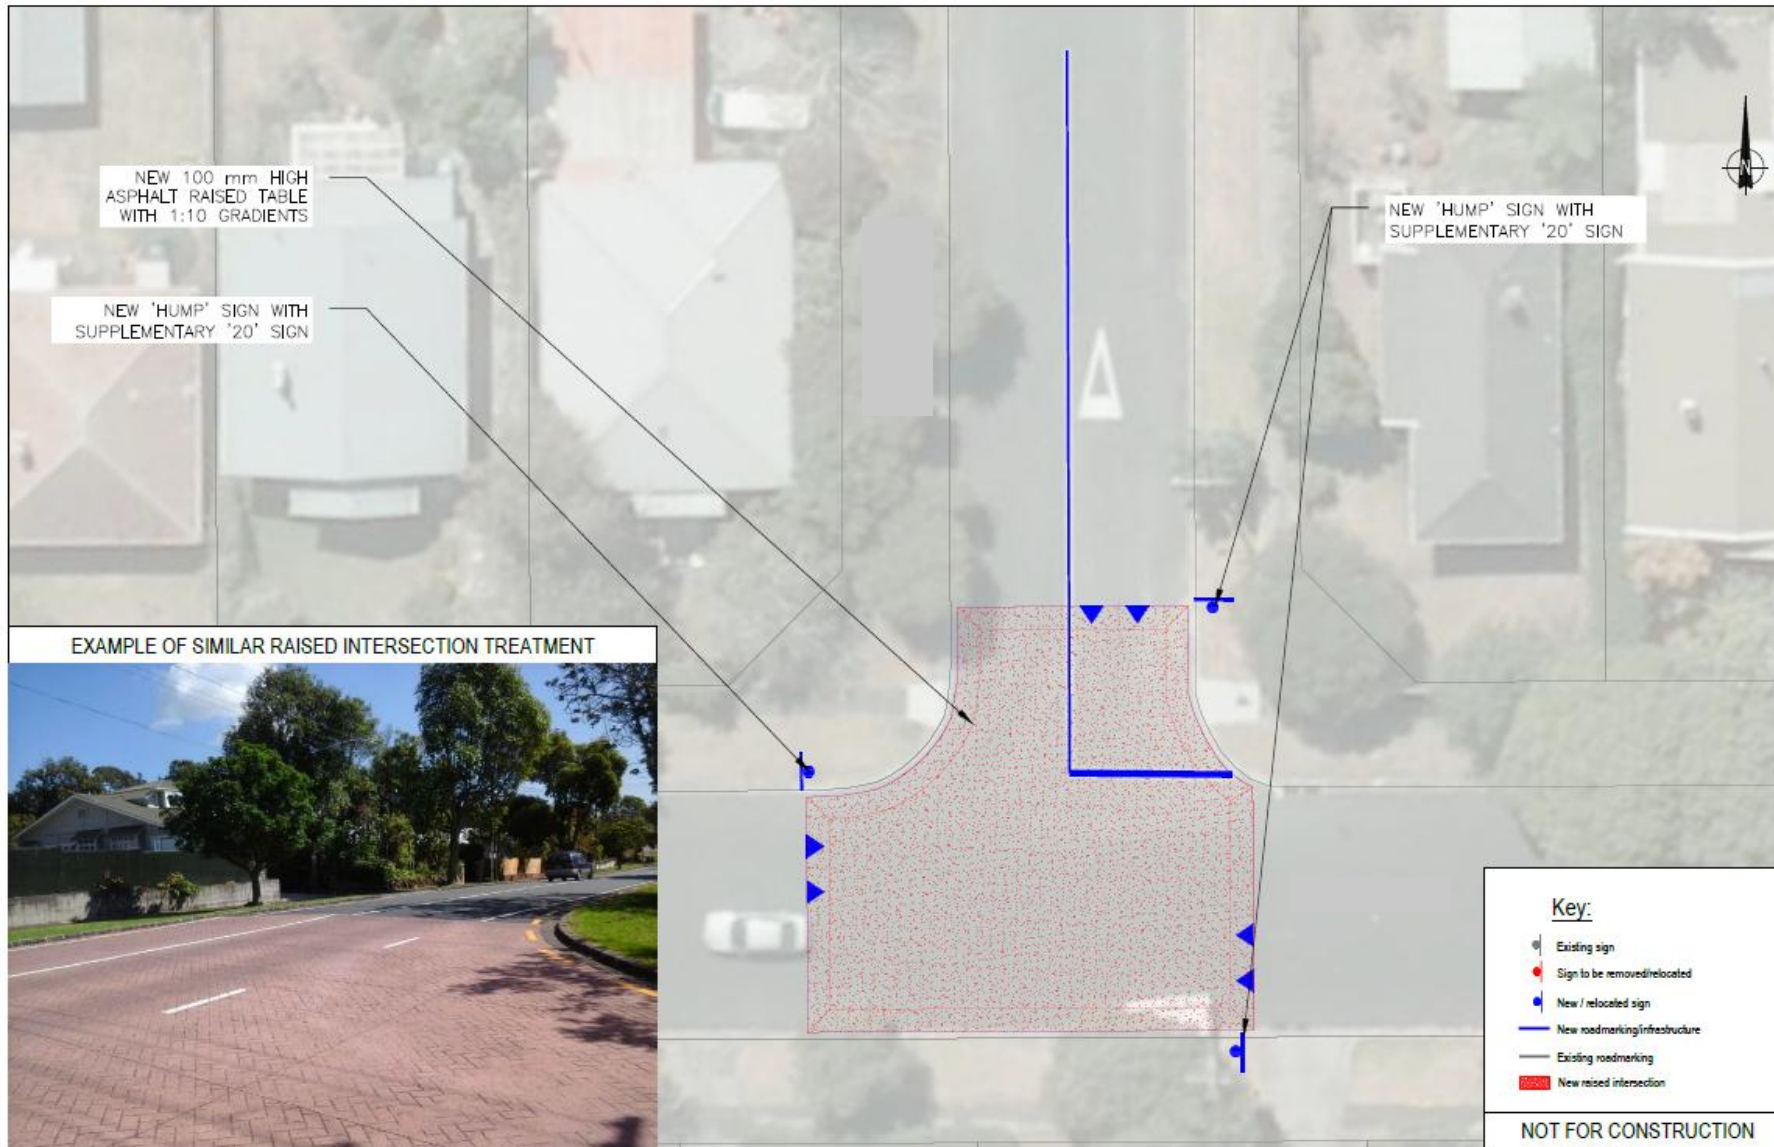 NEW 100 mm HIGH
ASPHALT RAISED TABLE
WITH 1:10 GRADIENTS
NEW 'HUMP' SIGN WITH
SUPPLEMENTARY '20' SIGN
NEW 'HUMP' SIGN WITH
SUPPLEMENTARY '20' SIGN
N
EXAMPLE OF SIMILAR RAISED INTERSECTION TREATMENT
Key:
Existing sign
Sign to be removed/relocated
New / relocated sign
New roadmarking/infrastructure
Existing roadmarking
New raised intersection
NOT FOR CONSTRUCTION